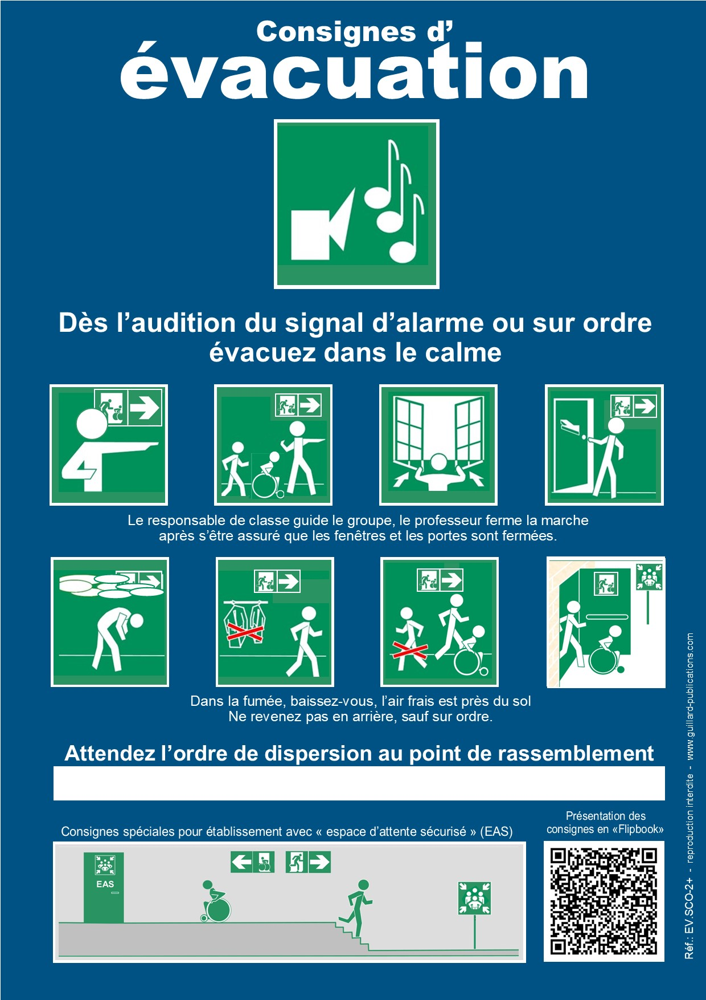 Consignes d’
évacuation
Dès l’audition du signal d’alarme ou sur ordre
évacuez dans le calme
Le responsable de classe guide le groupe, le professeur ferme la marche
après s’être assuré que les fenêtres et les portes sont fermées.
Dans la fumée, baissez-vous, l’air frais est près du sol
Ne revenez pas en arrière, sauf sur ordre.
Attendez l’ordre de dispersion au point de rassemblement
Consignes spéciales pour établissement avec « espace d’attente sécurisé » (EAS)
EAS
Présentation des
consignes en «Flipbook»
Réf.: EV.SCO-2+ - reproduction interdite - www.guillard-publications.com